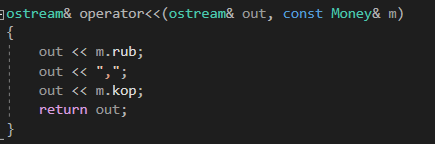 ostream& operator<<(ostream& out, const Money& m)
{
out << m.rub;
out << ",";
out << m.kop;
return out;
}